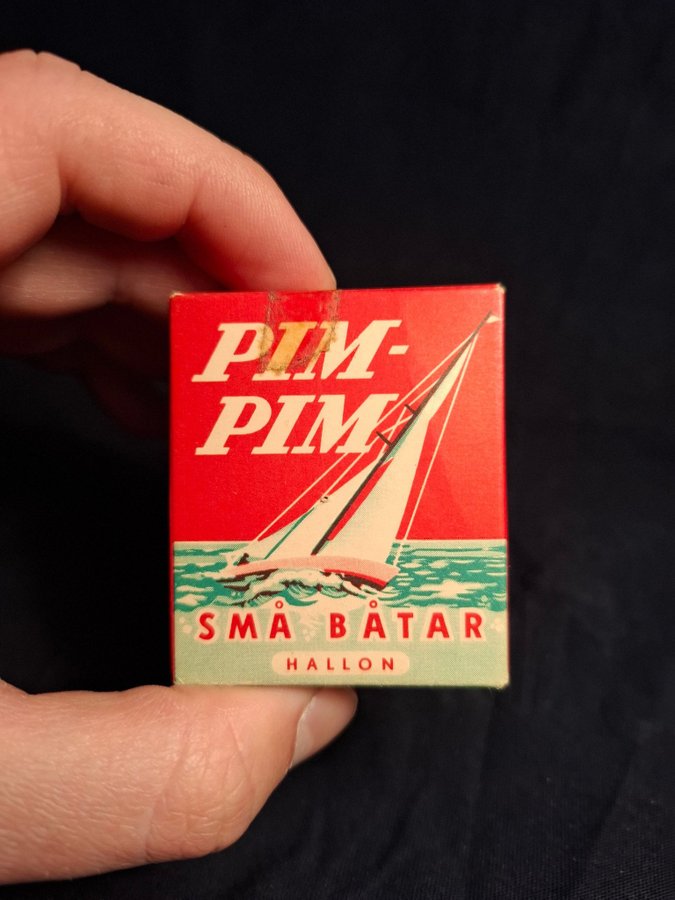 PIM-
PIM
SMÅ BÅTAR
HALLON